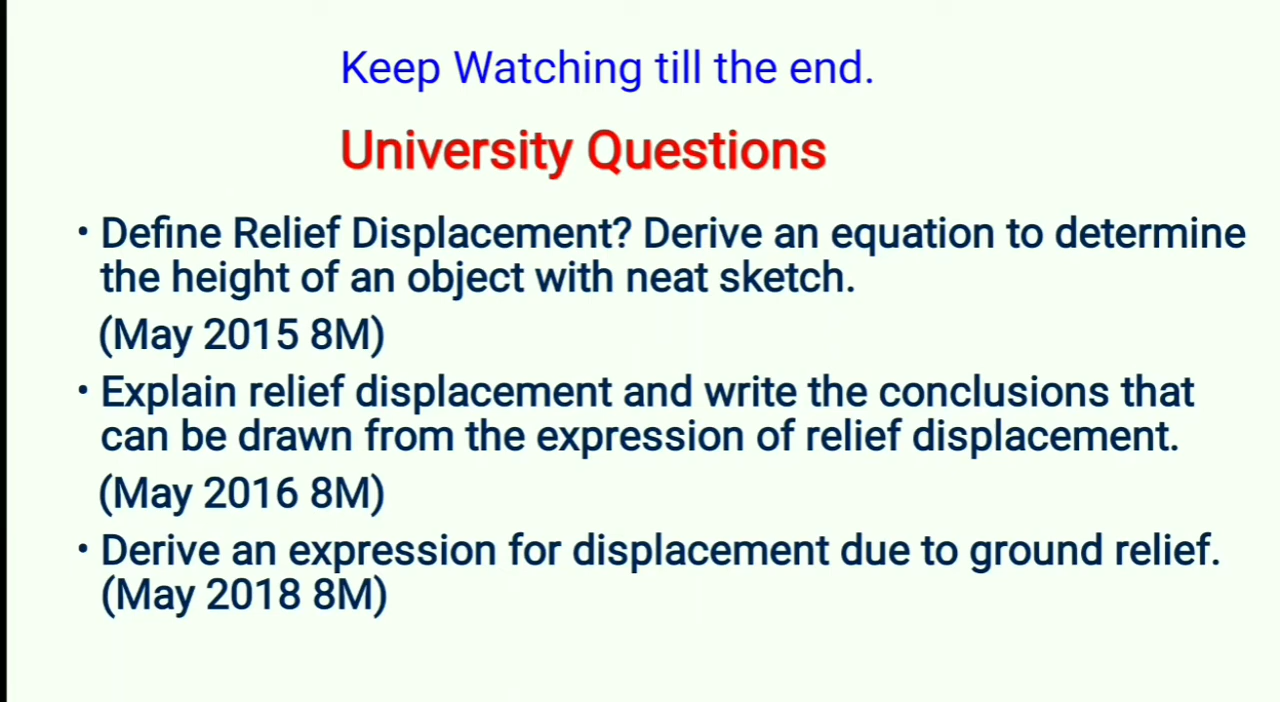 Keep Watching till the end.
University Questions
• Define Relief Displacement? Derive an equation to determine
the height of an object with neat sketch.
(May 2015 8M)
• Explain relief displacement and write the conclusions that
can be drawn from the expression of relief displacement.
(May 2016 8M)
• Derive an expression for displacement due to ground relief.
(May 2018 8M)